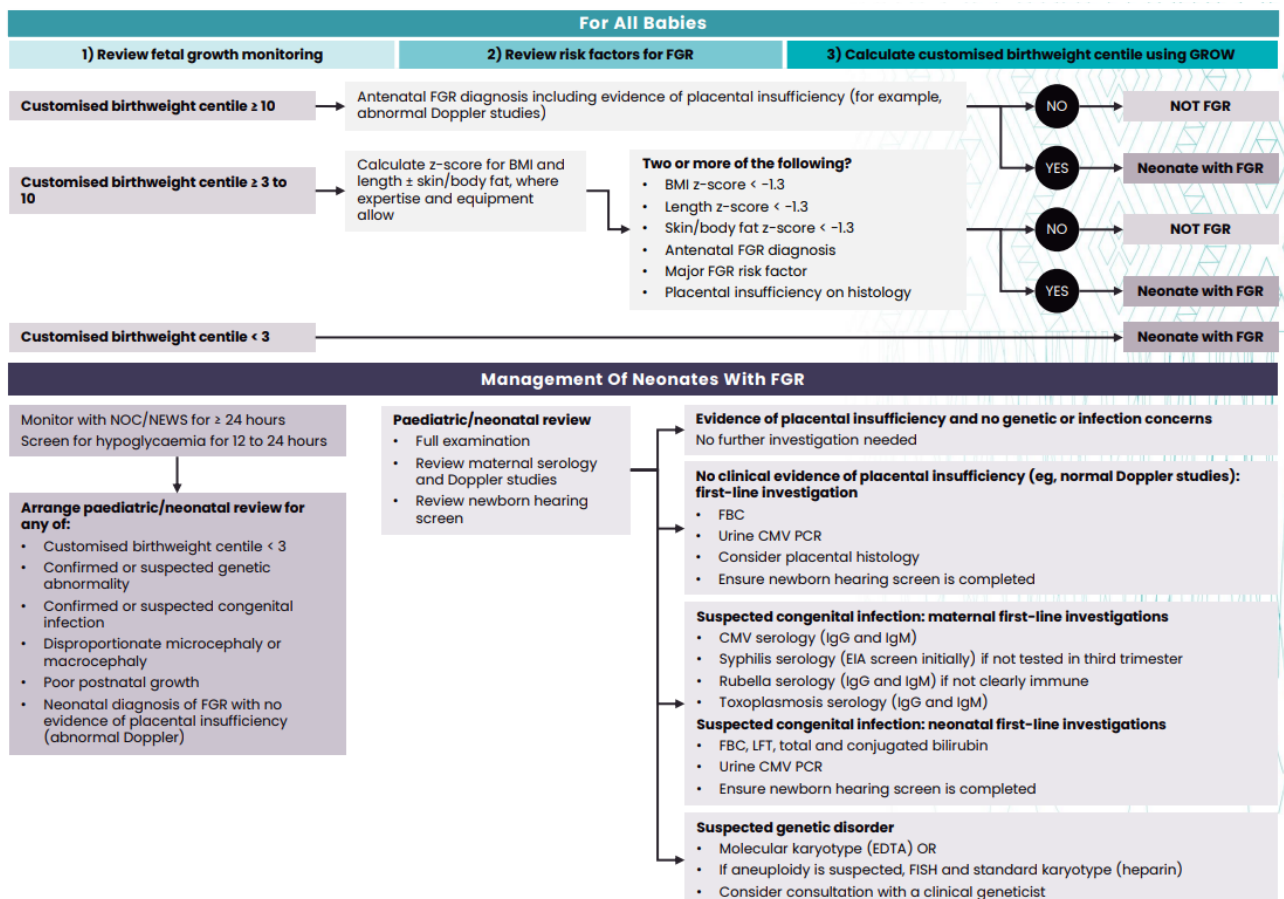 For All Babies
1) Review fetal growth monitoring
2) Review risk factors for FGR
3) Calculate customised birthweight centile using GROW
Customised birthweight centile ≥ 10
Antenatal FGR diagnosis including evidence of placental insufficiency (for example,
abnormal Doppler studies)
NO
NOT FGR
YES
Neonate with FGR
Customised birthweight centile ≥ 3 to
10
Calculate z-score for BMI and
length ± skin/body fat, where
expertise and equipment
allow
Two or more of the following?
• BMI z-score < -1.3
• Length z-score < -1.3
• Skin/body fat z-score < -1.3
• Antenatal FGR diagnosis
• Major FGR risk factor
• Placental insufficiency on histology
NO
NOT FGR
YES
Neonate with FGR
Customised birthweight centile < 3
Neonate with FGR
Management Of Neonates With FGR
Monitor with NOC/NEWS for ≥ 24 hours
Screen for hypoglycaemia for 12 to 24 hours
Arrange paediatric/neonatal review for
any of:
• Customised birthweight centile < 3
• Confirmed or suspected genetic
abnormality
• Confirmed or suspected congenital
infection
• Disproportionate microcephaly or
macrocephaly
• Poor postnatal growth
• Neonatal diagnosis of FGR with no
evidence of placental insufficiency
(abnormal Doppler)
Paediatric/neonatal review
• Full examination
• Review maternal serology
and Doppler studies
• Review newborn hearing
screen
Evidence of placental insufficiency and no genetic or infection concerns
No further investigation needed
No clinical evidence of placental insufficiency (eg, normal Doppler studies):
first-line investigation
• FBC
• Urine CMV PCR
• Consider placental histology
• Ensure newborn hearing screen is completed
Suspected congenital infection: maternal first-line investigations
• CMV serology (IgG and IgM)
• Syphilis serology (EIA screen initially) if not tested in third trimester
• Rubella serology (IgG and IgM) if not clearly immune
• Toxoplasmosis serology (IgG and IgM)
Suspected congenital infection: neonatal first-line investigations
• FBC, LFT, total and conjugated bilirubin
• Urine CMV PCR
• Ensure newborn hearing screen is completed
Suspected genetic disorder
• Molecular karyotype (EDTA) OR
• If aneuploidy is suspected, FISH and standard karyotype (heparin)
• Consider consultation with a clinical geneticist